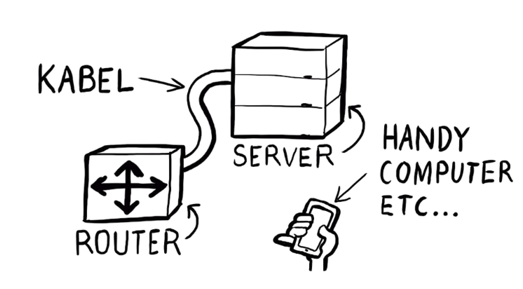 KABEL
SERVER
HANDY
COMPUTER
ETC...
ROUTER